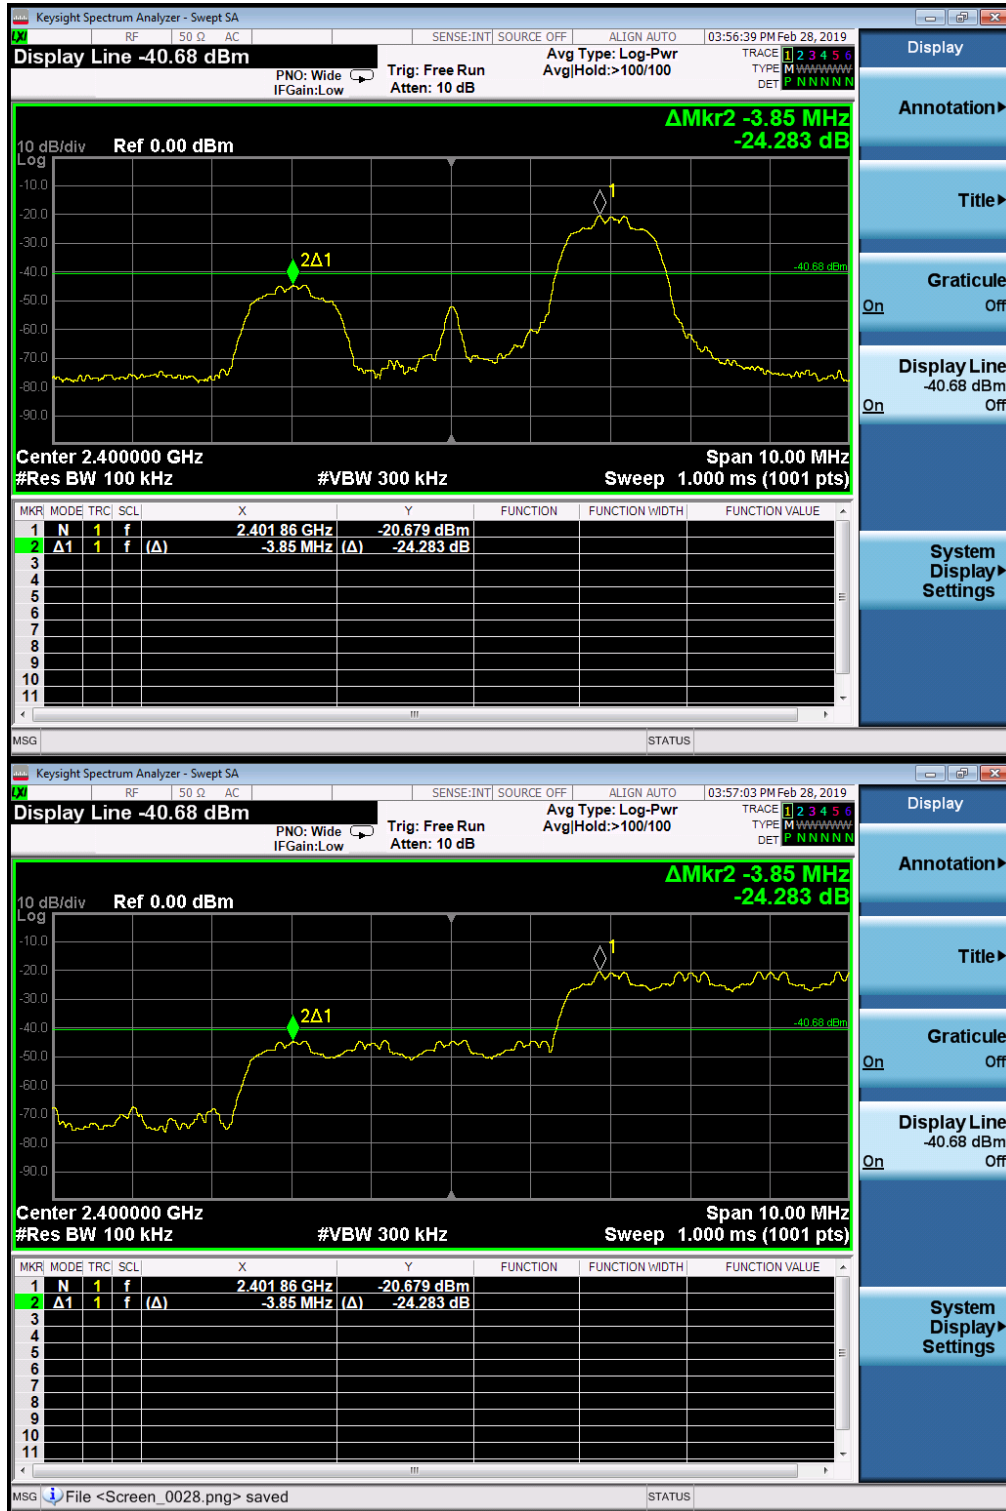 Keysight Spectrum Analyzer - Swept SA
LXI RF 50 Ω AC SENSE:INT SOURCE OFF ALIGN AUTO 03:56:39 PM Feb 28, 2019
Display Line -40.68 dBm
PNO: Wide
IFGain:Low
Trig: Free Run
Atten: 10 dB
Avg Type: Log-Pwr
Avg|Hold:>100/100
TRACE 1 2 3 4 5 6
TYPE M WWWWW
DET P N N N N N
ΔMkr2 -3.85 MHz
-24.283 dB
10 dB/div Ref 0.00 dBm
Log
-10.0
-20.0
-30.0
-40.0
-50.0
-60.0
-70.0
-80.0
-90.0
1
2Δ1
-40.68 dBm
Center 2.400000 GHz Span 10.00 MHz
#Res BW 100 kHz #VBW 300 kHz Sweep 1.000 ms (1001 pts)
MKR MODE TRC SCL X Y FUNCTION FUNCTION WIDTH FUNCTION VALUE
1 N 1 f 2.401 86 GHz -20.679 dBm
2 Δ1 1 f (Δ) -3.85 MHz (Δ) -24.283 dB
3
4
5
6
7
8
9
10
11
MSG STATUS
Display
Annotation
Title
Graticule
On Off
Display Line
-40.68 dBm
On Off
System
Display
Settings
Keysight Spectrum Analyzer - Swept SA
LXI RF 50 Ω AC SENSE:INT SOURCE OFF ALIGN AUTO 03:57:03 PM Feb 28, 2019
Display Line -40.68 dBm
PNO: Wide
IFGain:Low
Trig: Free Run
Atten: 10 dB
Avg Type: Log-Pwr
Avg|Hold:>100/100
TRACE 1 2 3 4 5 6
TYPE M WWWWW
DET P N N N N N
ΔMkr2 -3.85 MHz
-24.283 dB
10 dB/div Ref 0.00 dBm
Log
-10.0
-20.0
-30.0
-40.0
-50.0
-60.0
-70.0
-80.0
-90.0
1
2Δ1
-40.68 dBm
Center 2.400000 GHz Span 10.00 MHz
#Res BW 100 kHz #VBW 300 kHz Sweep 1.000 ms (1001 pts)
MKR MODE TRC SCL X Y FUNCTION FUNCTION WIDTH FUNCTION VALUE
1 N 1 f 2.401 86 GHz -20.679 dBm
2 Δ1 1 f (Δ) -3.85 MHz (Δ) -24.283 dB
3
4
5
6
7
8
9
10
11
MSG File <Screen_0028.png> saved STATUS
Display
Annotation
Title
Graticule
On Off
Display Line
-40.68 dBm
On Off
System
Display
Settings